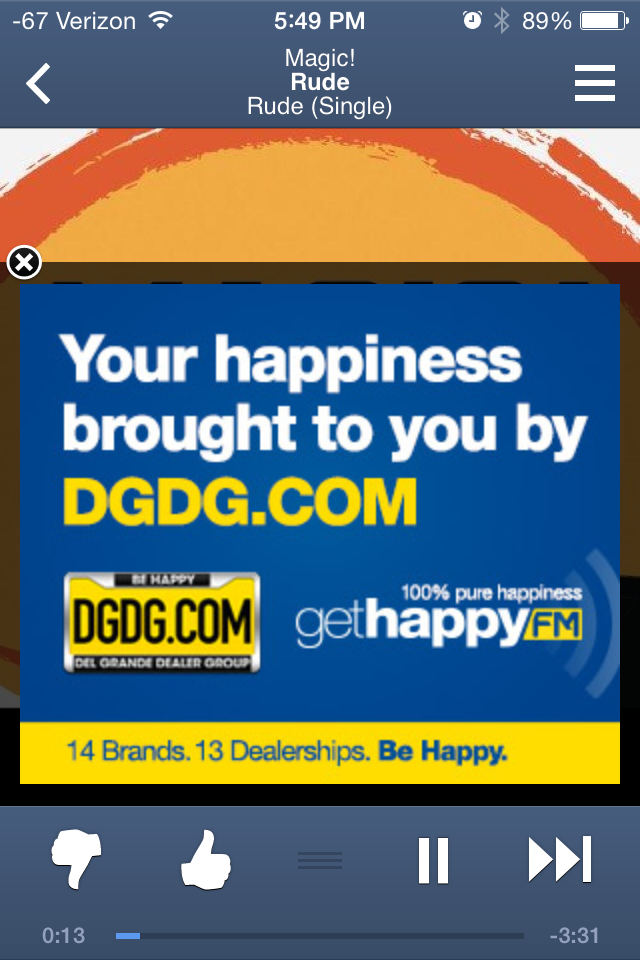 -67 Verizon 5:49 PM 89%
Magic!
Rude
Rude (Single)
Your happiness
brought to you by
DGDG.COM
BE HAPPY
DGDG.COM
DEL GRANDE DEALER GROUP
100% pure happiness
gethappyFM
14 Brands. 13 Dealerships. Be Happy.
0:13 -3:31